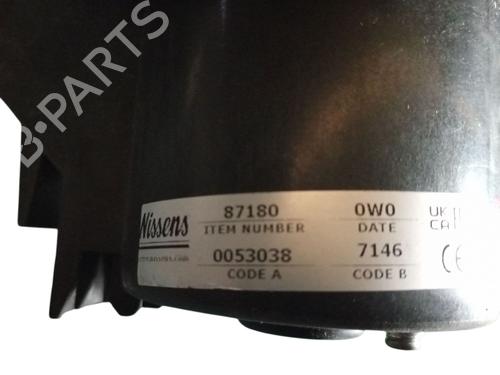 B-PARTS
Nissens
87180
ITEM NUMBER
0W0
DATE
UK
CA
0053038
CODE A
7146
CODE B
CE